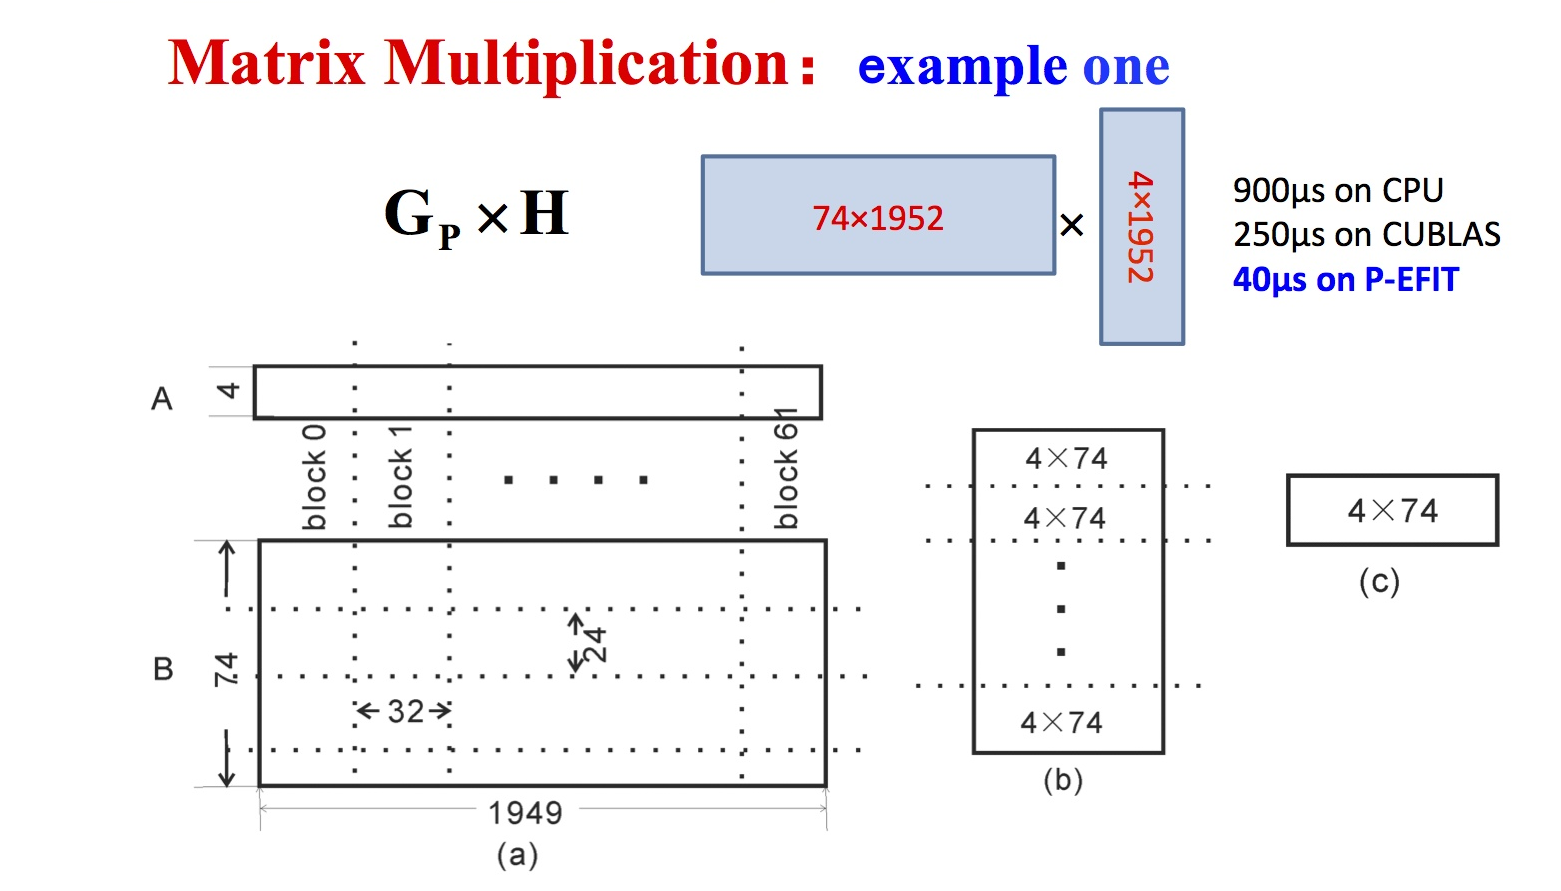 Matrix Multiplication: example one
G_P × H
74×1952
×
4×1952
900μs on CPU
250μs on CUBLAS
40μs on P-EFIT
A
4
block 0
block 1
block 61
B
74
24
32
1949
(a)
4×74
4×74
4×74
(b)
4×74
(c)